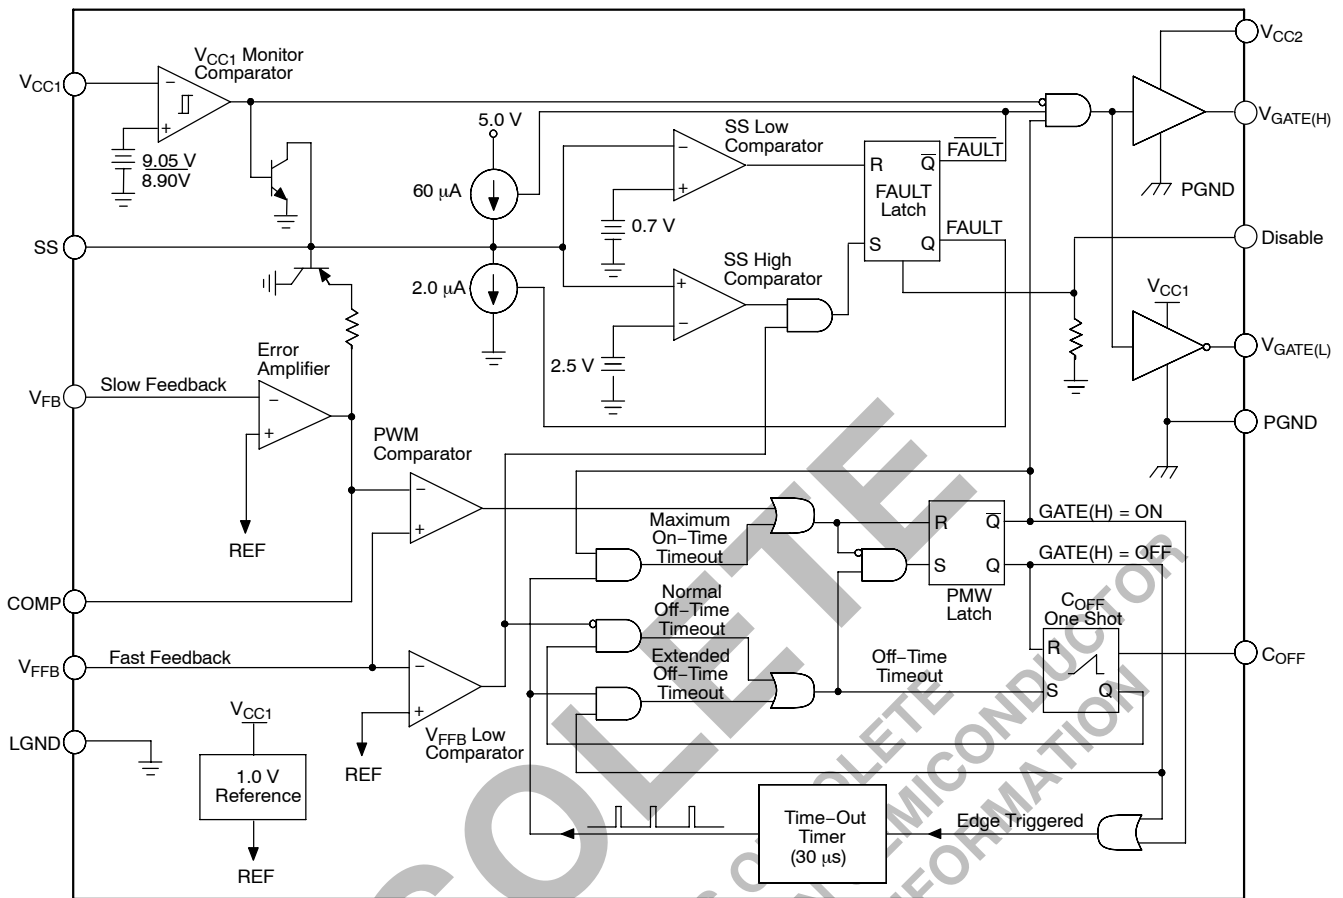 VCC1
VCC1 Monitor
Comparator
−
+
9.05 V
8.90V
5.0 V
60 μA
SS Low
Comparator
−
+
0.7 V
R
Q
FAULT
FAULT
Latch
S
Q
FAULT
VCC2
VGATE(H)
PGND
SS
2.0 μA
SS High
Comparator
+
−
2.5 V
Disable
VCC1
VGATE(L)
PGND
Error
Amplifier
VFB
Slow Feedback
−
+
REF
PWM
Comparator
−
+
Maximum
On−Time
Timeout
R
Q
GATE(H) = ON
S
Q
GATE(H) = OFF
PMW
Latch
COMP
Normal
Off−Time
Timeout
COFF
One Shot
R
S
Q
COFF
VFFB
Fast Feedback
−
+
VFFB Low
Comparator
REF
Extended
Off−Time
Timeout
Off−Time
Timeout
LGND
VCC1
1.0 V
Reference
REF
Time−Out
Timer
(30 μs)
Edge Triggered
OLETE
OLETE
MICONDUCTOR
FORMATION